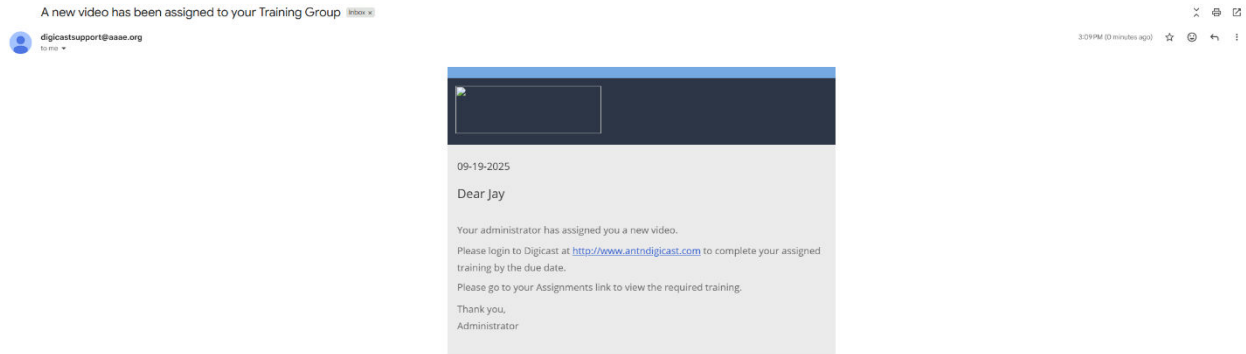 A new video has been assigned to your Training Group Inbox x
digicastsupport@aaae.org
to me
3:09 PM (0 minutes ago)
09-19-2025
Dear Jay
Your administrator has assigned you a new video.
Please login to Digicast at http://www.antndigicast.com to complete your assigned
training by the due date.
Please go to your Assignments link to view the required training.
Thank you,
Administrator